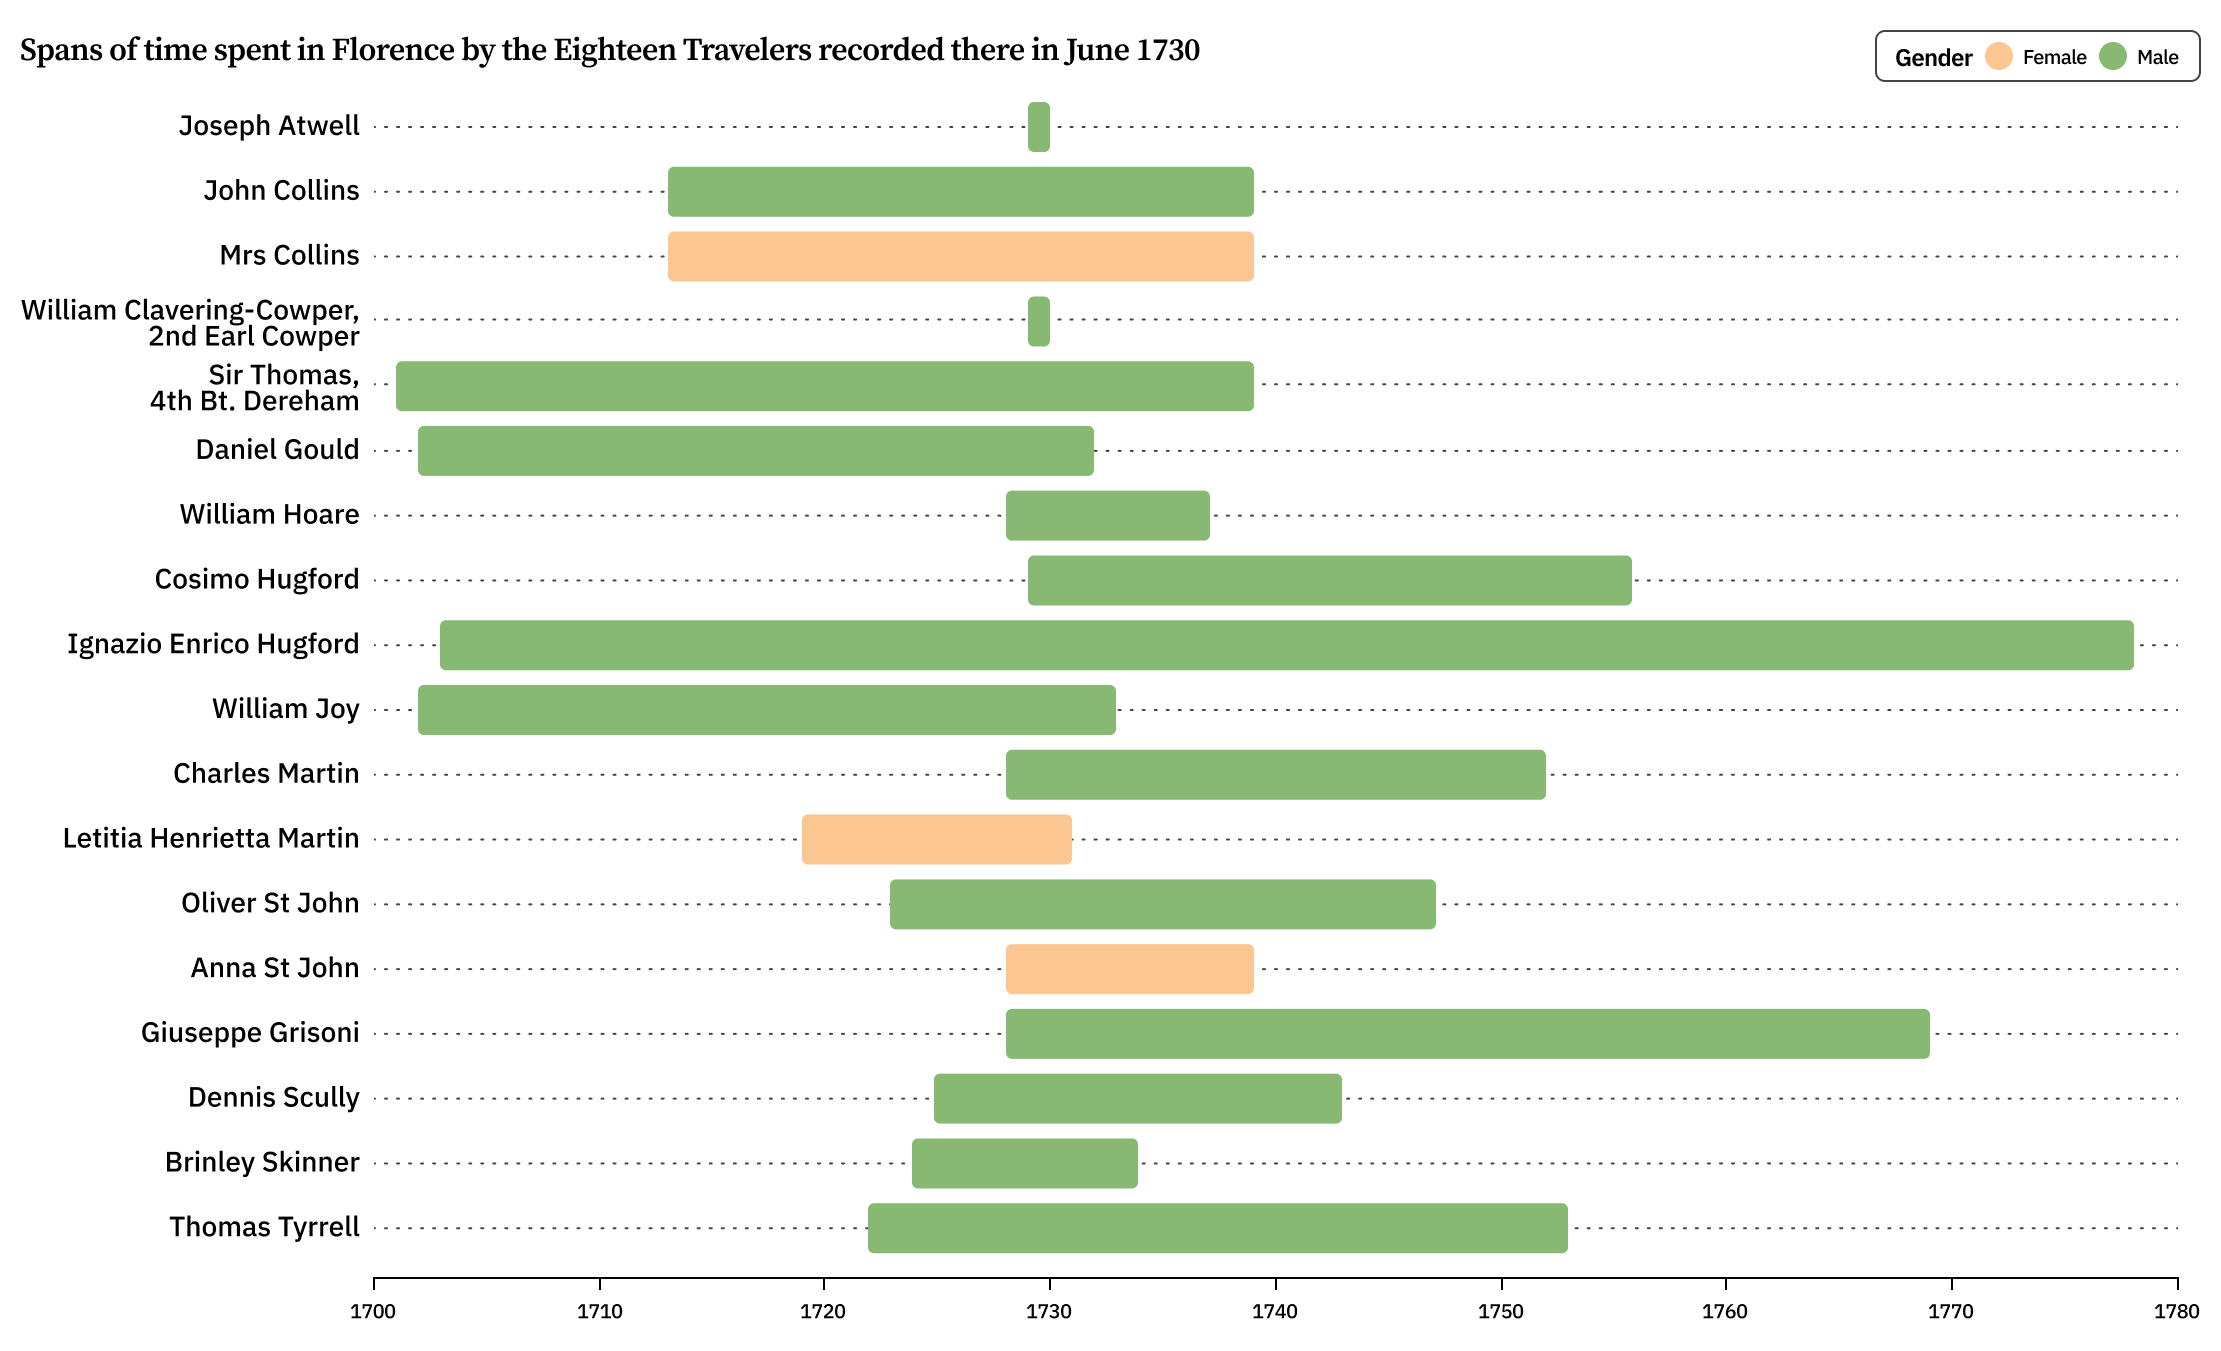 Spans of time spent in Florence by the Eighteen Travelers recorded there in June 1730
Gender Female Male
Joseph Atwell
John Collins
Mrs Collins
William Clavering-Cowper,
2nd Earl Cowper
Sir Thomas,
4th Bt. Dereham
Daniel Gould
William Hoare
Cosimo Hugford
Ignazio Enrico Hugford
William Joy
Charles Martin
Letitia Henrietta Martin
Oliver St John
Anna St John
Giuseppe Grisoni
Dennis Scully
Brinley Skinner
Thomas Tyrrell
1700 1710 1720 1730 1740 1750 1760 1770 1780